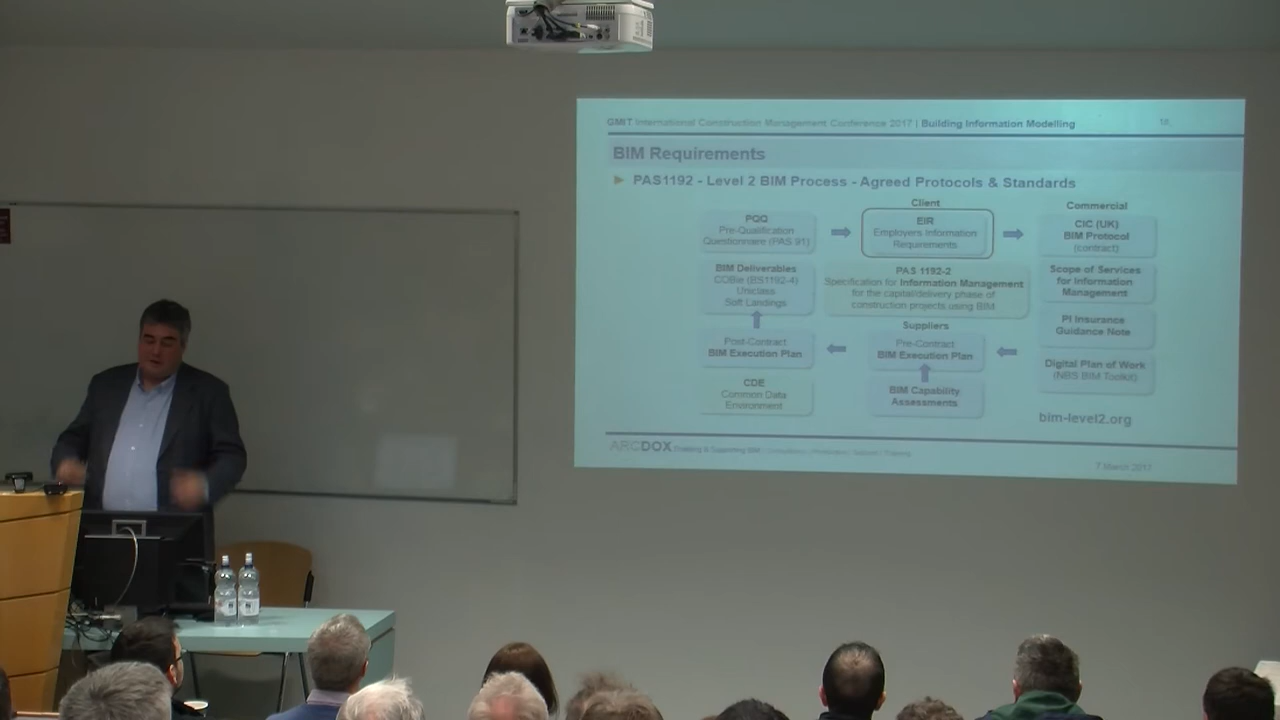 GMIT International Construction Management Conference 2017 | Building Information Modelling
18
BIM Requirements
PAS1192 - Level 2 BIM Process - Agreed Protocols & Standards
Client
Commercial
PQQ
Pre-Qualification
Questionnaire (PAS 91)
EIR
Employers Information
Requirements
CIC (UK)
BIM Protocol
(contract)
BIM Deliverables
COBie (BS1192-4)
Uniclass
Soft Landings
PAS 1192-2
Specification for Information Management
for the capital/delivery phase of
construction projects using BIM
Scope of Services
for Information
Management
Suppliers
PI Insurance
Guidance Note
Post-Contract
BIM Execution Plan
Pre-Contract
BIM Execution Plan
Digital Plan of Work
(NBS BIM Toolkit)
CDE
Common Data
Environment
BIM Capability
Assessments
bim-level2.org
ARCDOX Enabling & Supporting BIM
7 March 2017